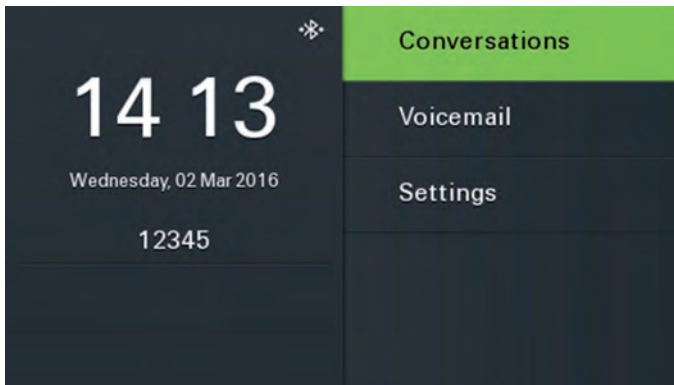 14 13
Wednesday, 02 Mar 2016
12345
Conversations
Voicemail
Settings